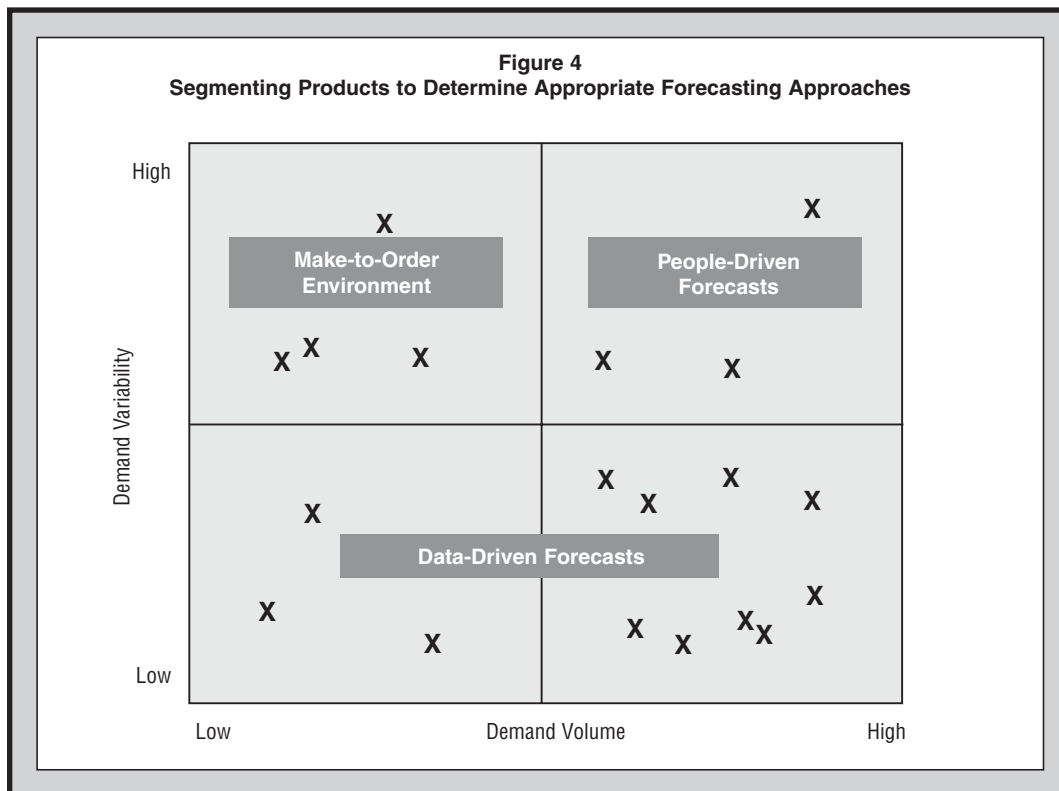 Figure 4
Segmenting Products to Determine Appropriate Forecasting Approaches
High
X
X
Make-to-Order
Environment
People-Driven
Forecasts
X
X
X
X
X
Demand Variability
X
X
X
X
X
Data-Driven Forecasts
X
X
X
X
X
X
X
Low
Low
Demand Volume
High